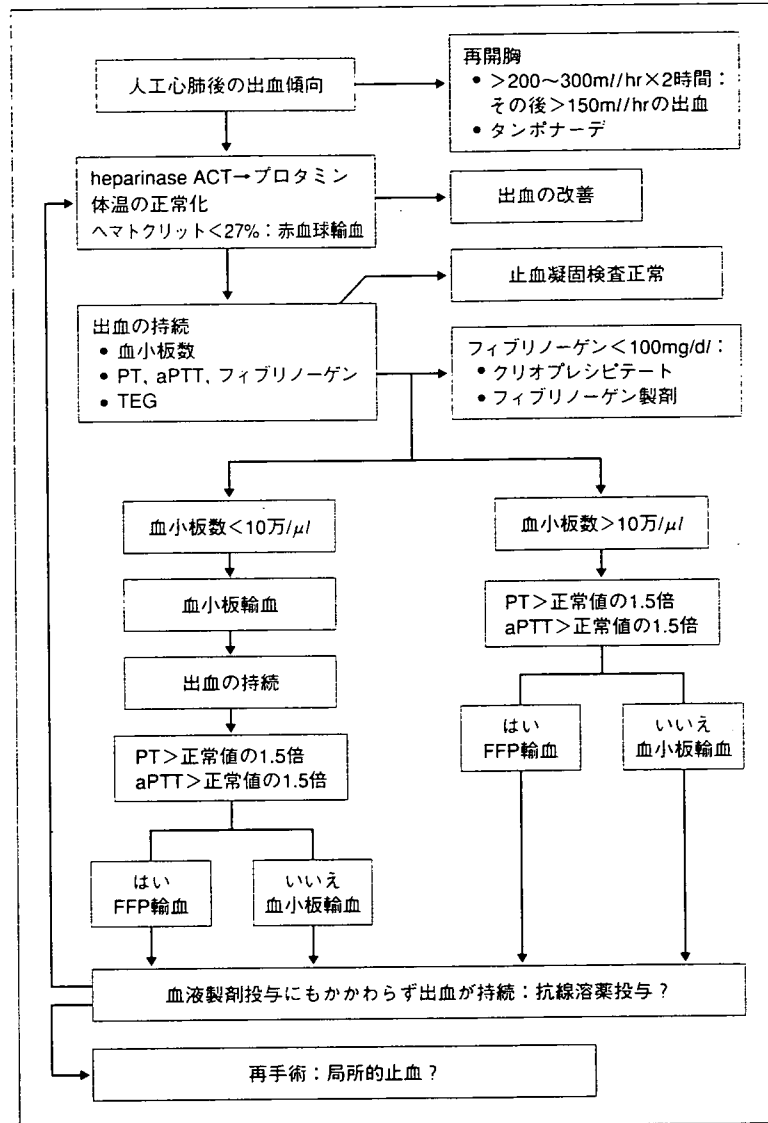 人工心肺後の出血傾向
再開胸
• >200〜300ml/hr×2時間：
その後>150ml/hrの出血
• タンポナーデ
heparinase ACT→プロタミン
体温の正常化
ヘマトクリット<27%：赤血球輸血
出血の改善
止血凝固検査正常
出血の持続
• 血小板数
• PT, aPTT, フィブリノーゲン
• TEG
フィブリノーゲン<100mg/dl：
• クリオプレシピテート
• フィブリノーゲン製剤
血小板数<10万/μl
血小板輸血
出血の持続
PT>正常値の1.5倍
aPTT>正常値の1.5倍
はい
FFP輸血
いいえ
血小板輸血
血小板数>10万/μl
PT>正常値の1.5倍
aPTT>正常値の1.5倍
はい
FFP輸血
いいえ
血小板輸血
血液製剤投与にもかかわらず出血が持続：抗線溶薬投与？
再手術：局所的止血？